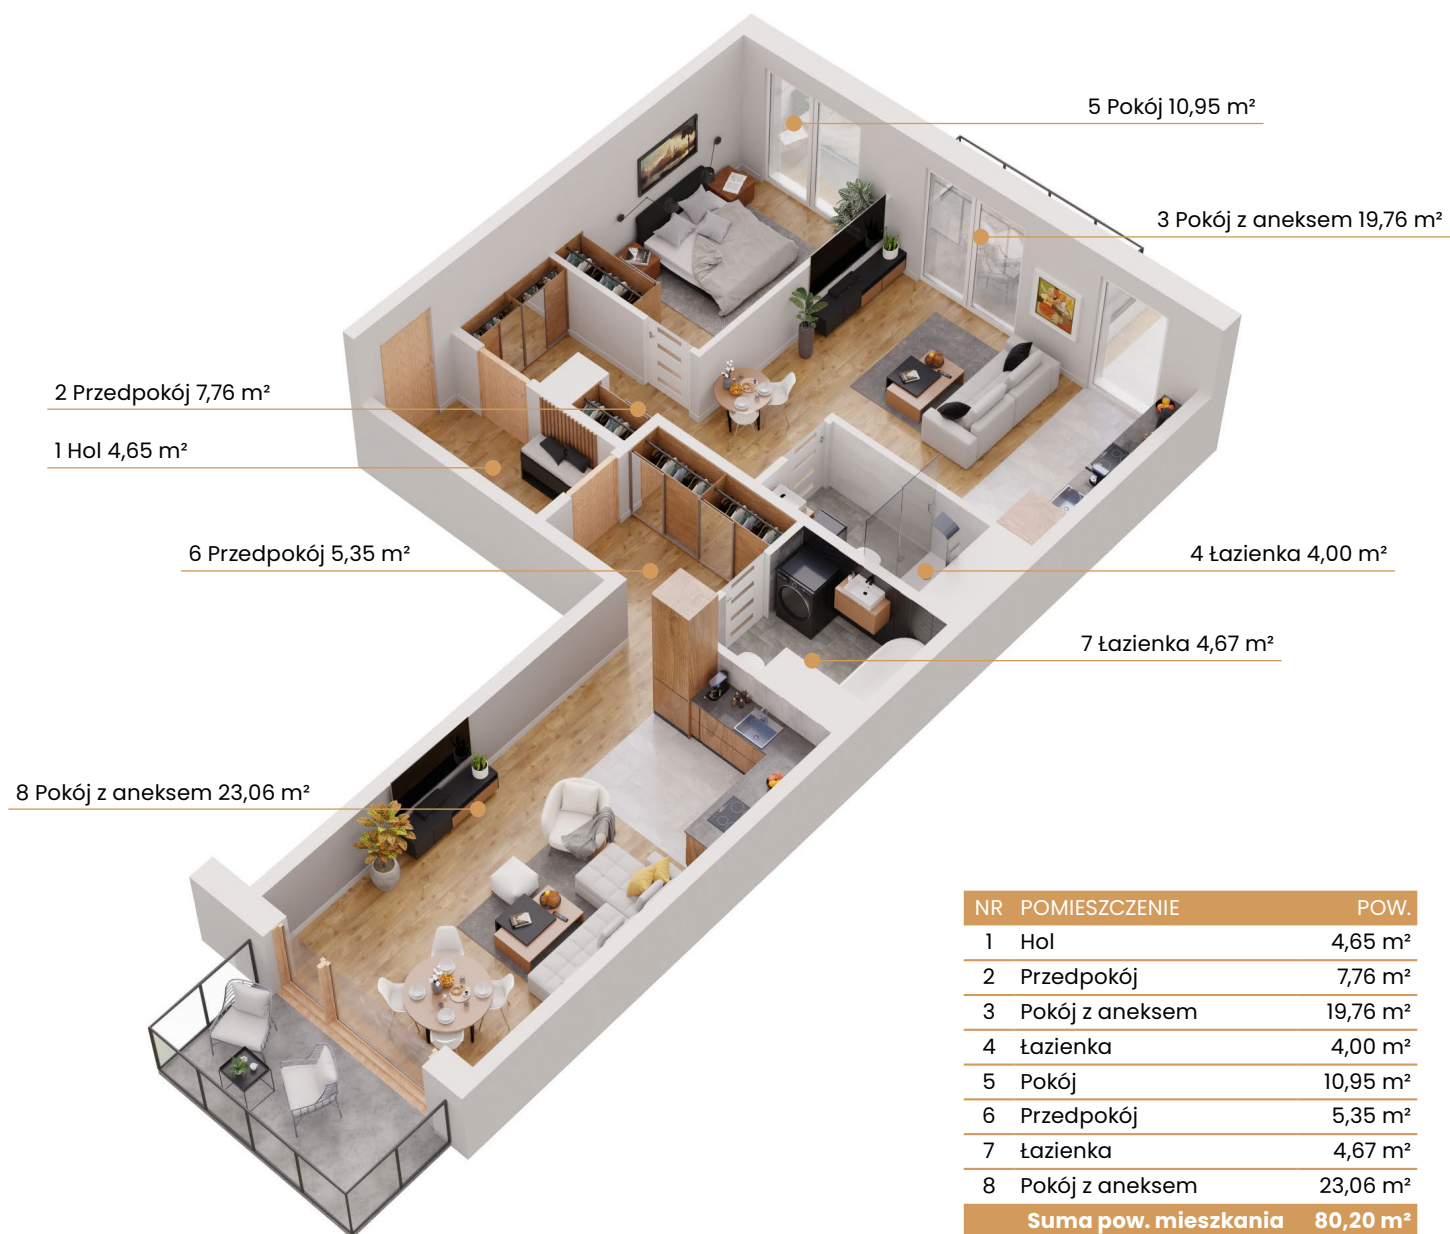 5 Pokój 10,95 m²
3 Pokój z aneksem 19,76 m²
2 Przedpokój 7,76 m²
1 Hol 4,65 m²
6 Przedpokój 5,35 m²
4 Łazienka 4,00 m²
7 Łazienka 4,67 m²
8 Pokój z aneksem 23,06 m²
NR POMIESZCZENIE POW.
1 Hol 4,65 m²
2 Przedpokój 7,76 m²
3 Pokój z aneksem 19,76 m²
4 Łazienka 4,00 m²
5 Pokój 10,95 m²
6 Przedpokój 5,35 m²
7 Łazienka 4,67 m²
8 Pokój z aneksem 23,06 m²
Suma pow. mieszkania 80,20 m²